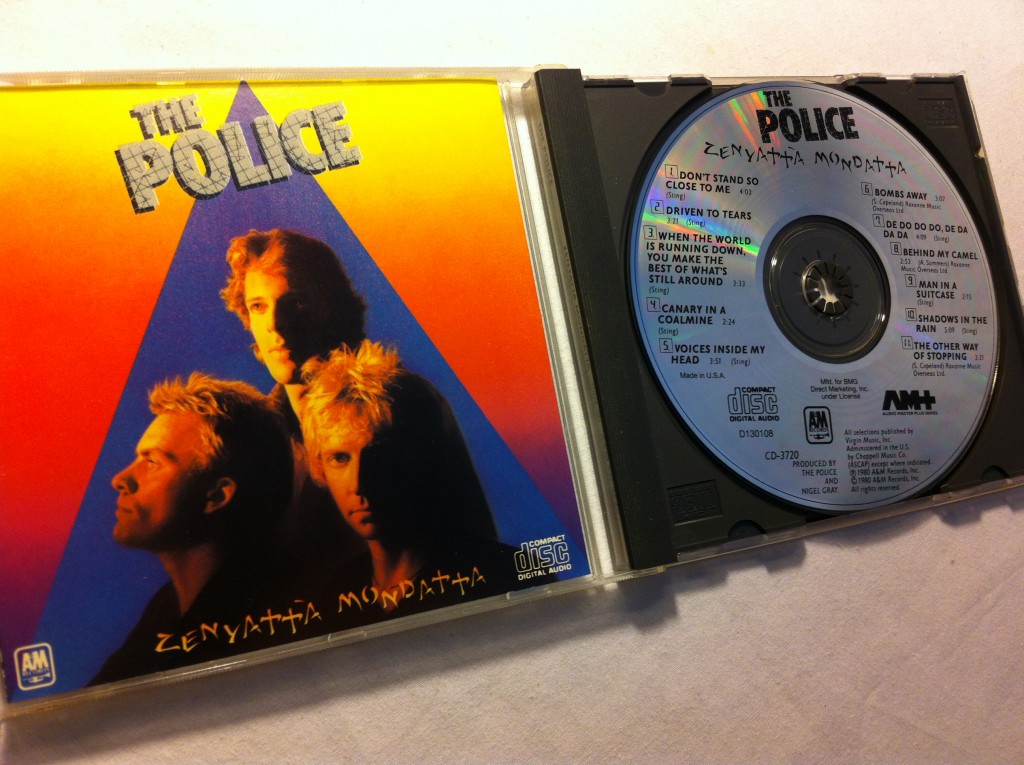 THE
POLICE
ZENYATTÀ MONDATTA
COMPACT
disc
DIGITAL AUDIO
AM
THE
POLICE
ZENYATTÀ MONDATTA
1 DON'T STAND SO
CLOSE TO ME 4:03
(Sting)
2 DRIVEN TO TEARS
3:21 (Sting)
3 WHEN THE WORLD
IS RUNNING DOWN,
YOU MAKE THE
BEST OF WHAT'S
STILL AROUND 3:33
(Sting)
4 CANARY IN A
COALMINE 2:24
(Sting)
5 VOICES INSIDE MY
HEAD 3:51 (Sting)
Made in U.S.A.
6 BOMBS AWAY 3:07
(S. Copeland) Roxanne Music
Overseas Ltd
7 DE DO DO DO, DE DA
DA DA 4:09 (Sting)
8 BEHIND MY CAMEL
2:53 (A. Summers) Roxanne
Music Overseas Ltd
9 MAN IN A
SUITCASE 2:15
(Sting)
10 SHADOWS IN THE
RAIN 5:09 (Sting)
11 THE OTHER WAY
OF STOPPING 3:21
(S. Copeland) Roxanne Music
Overseas Ltd.
COMPACT
disc
DIGITAL AUDIO
D130108
Mfd. for BMG
Direct Marketing, Inc.
under License
AM
AM+
AUDIO MASTER PLUS SERIES
CD-3720
PRODUCED BY
THE POLICE
AND
NIGEL GRAY
All selections published by
Virgin Music, Inc.
Administered in the U.S.
by Chappell Music Co.
(ASCAP) except where indicated.
℗ 1980 A&M Records, Inc.
© 1980 A&M Records, Inc.
All rights reserved.